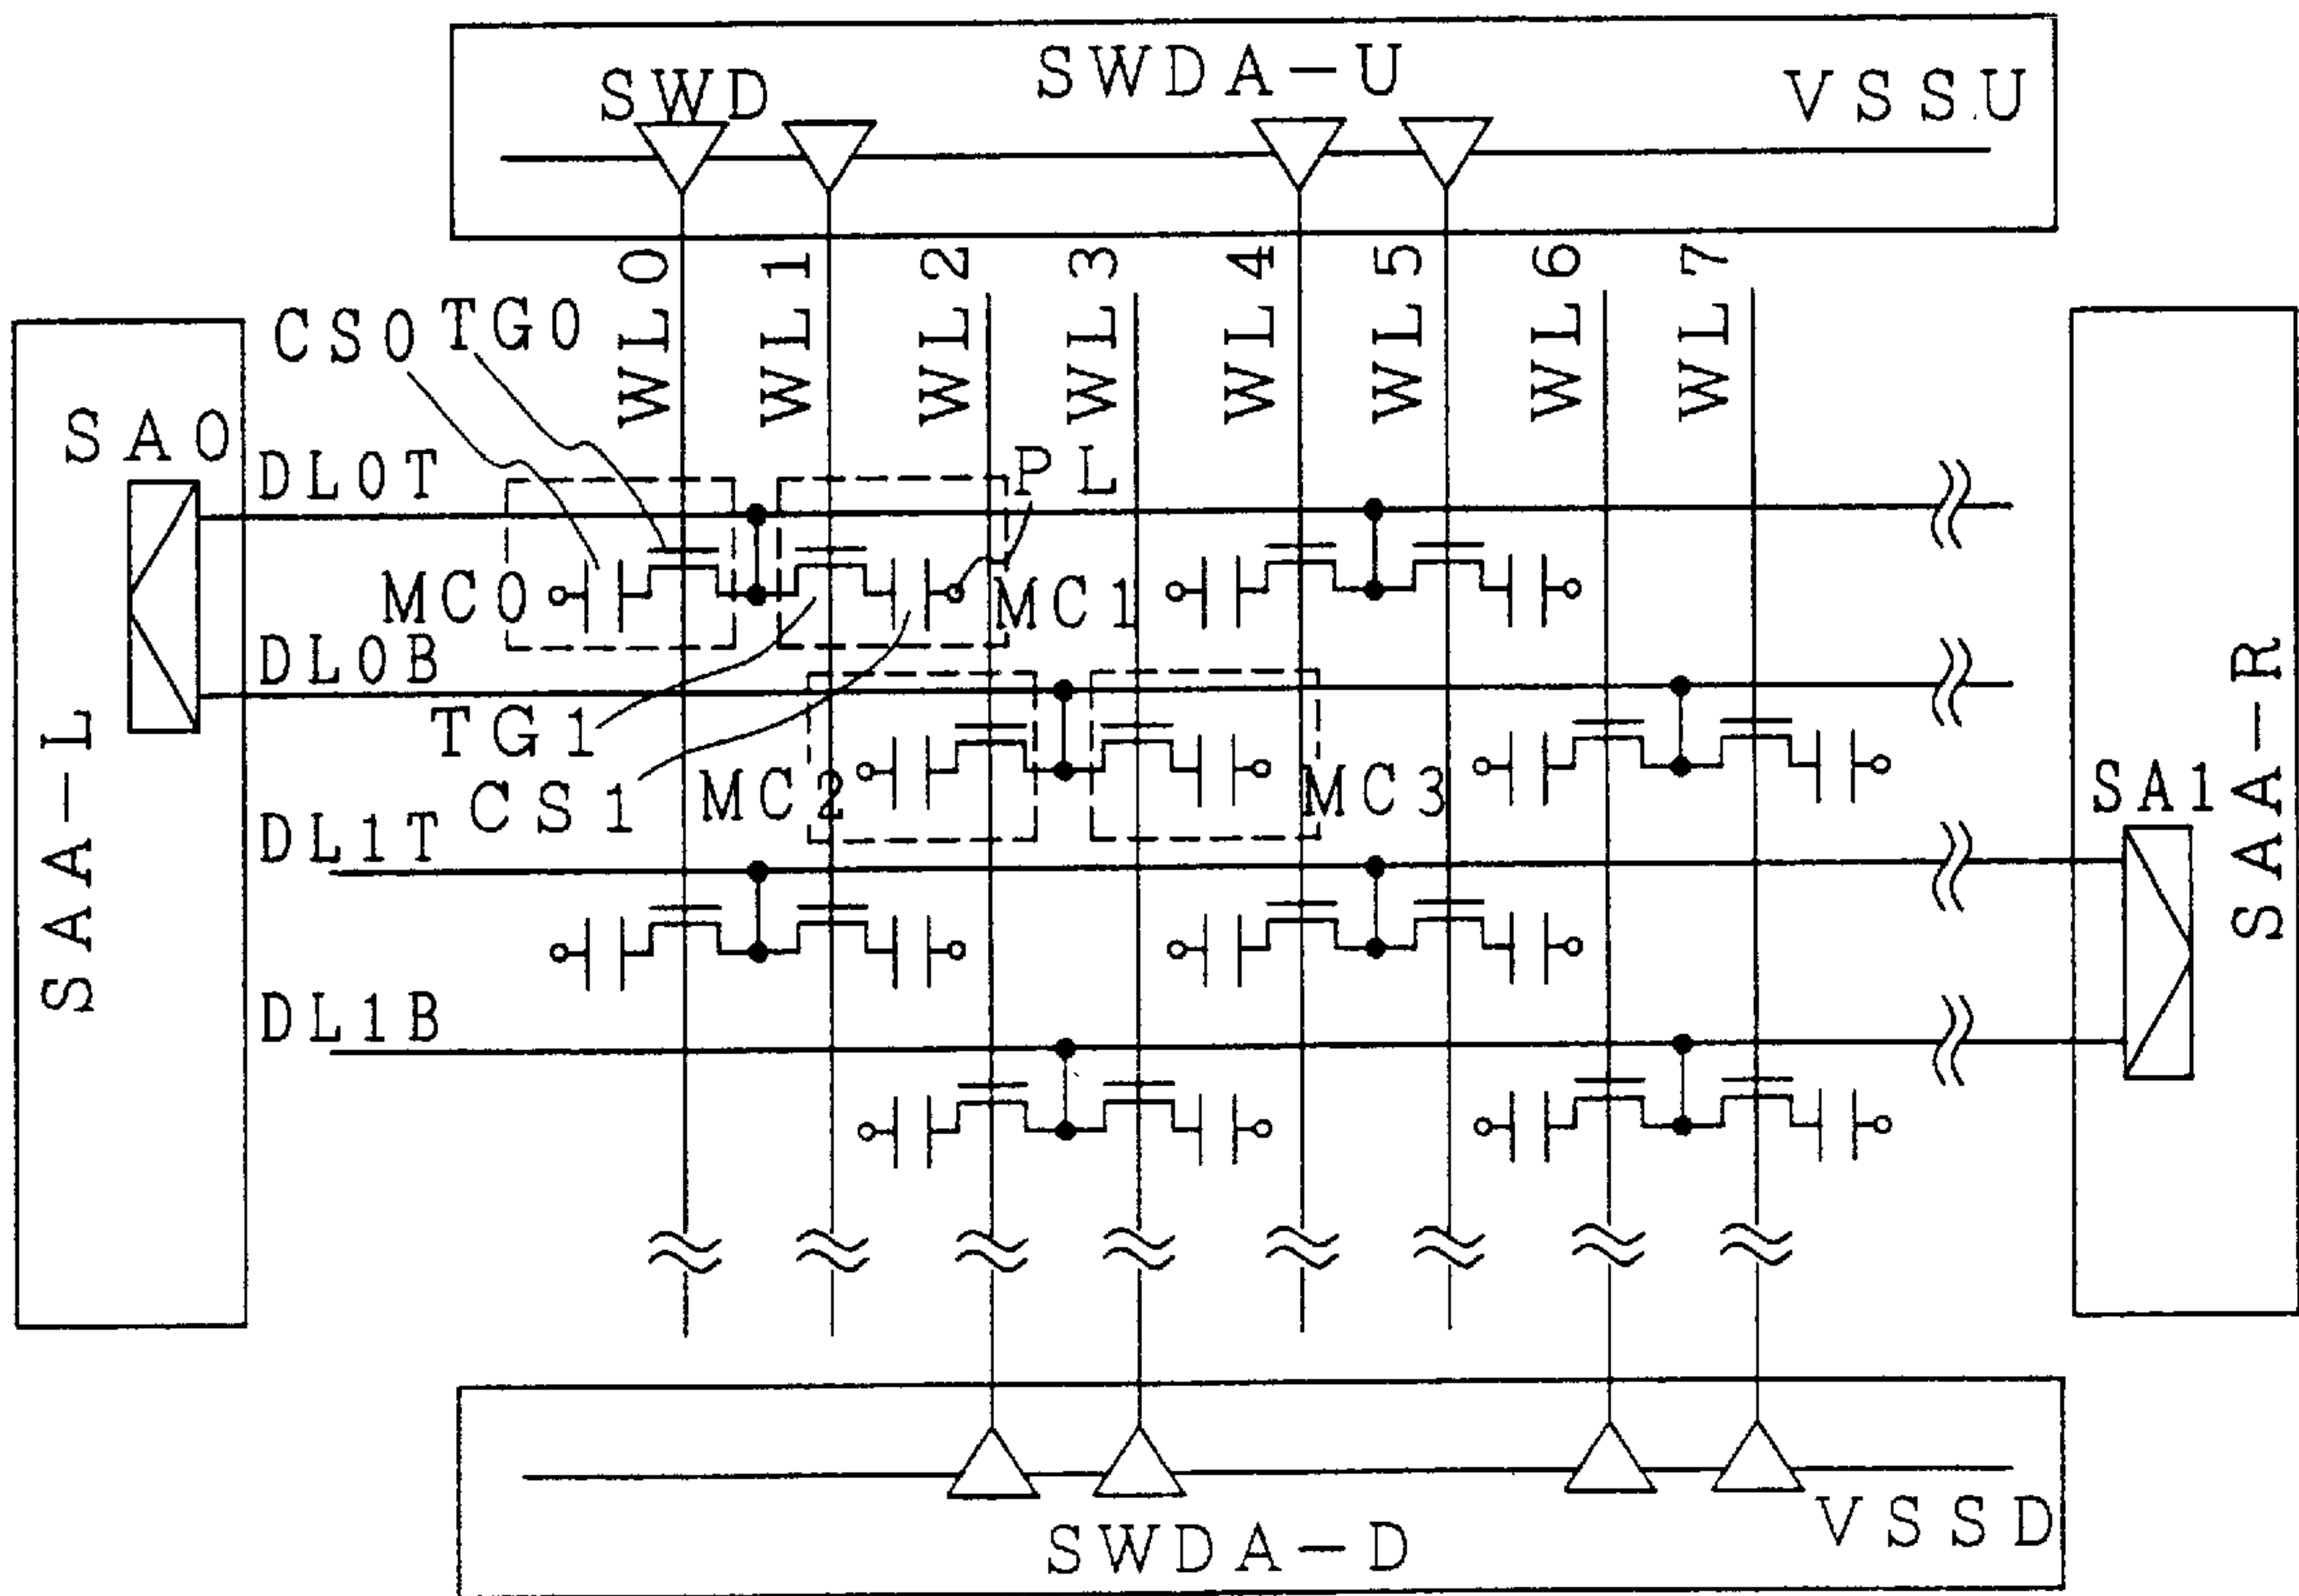 SWDA-U
SWD
VSSU
WL0
WL1
WL2
WL3
WL4
WL5
WL6
WL7
CS0
TG0
SA0
DL0T
PL
MC0
MC1
DL0B
TG1
CS1
MC2
MC3
SA1
SAA-L
SAA-R
DL1T
DL1B
VSSD
SWDA-D